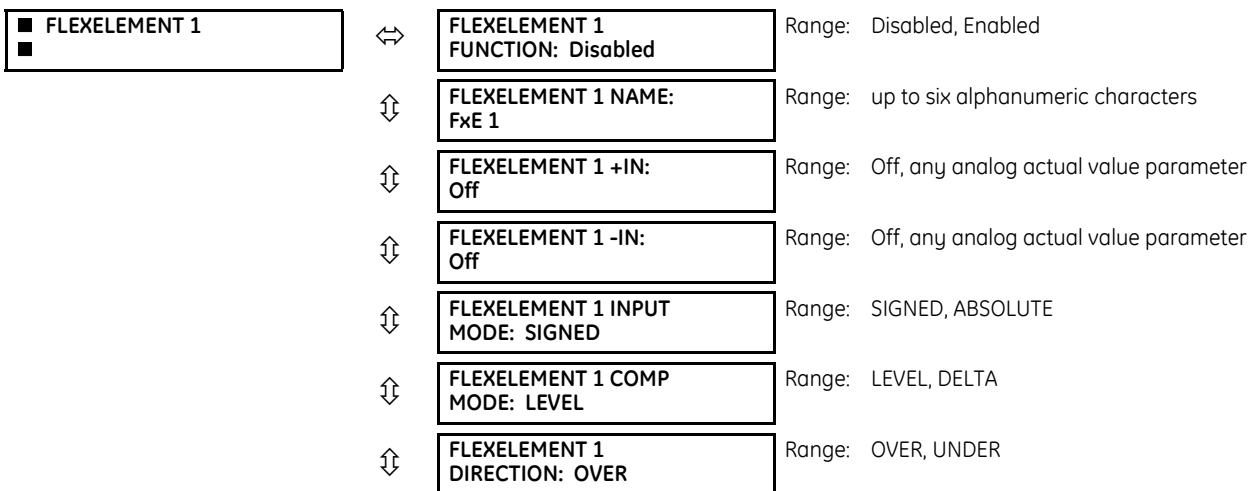 FLEXELEMENT 1
FLEXELEMENT 1
FUNCTION: Disabled
Range: Disabled, Enabled
FLEXELEMENT 1 NAME:
FxE 1
Range: up to six alphanumeric characters
FLEXELEMENT 1 +IN:
Off
Range: Off, any analog actual value parameter
FLEXELEMENT 1 -IN:
Off
Range: Off, any analog actual value parameter
FLEXELEMENT 1 INPUT
MODE: SIGNED
Range: SIGNED, ABSOLUTE
FLEXELEMENT 1 COMP
MODE: LEVEL
Range: LEVEL, DELTA
FLEXELEMENT 1
DIRECTION: OVER
Range: OVER, UNDER